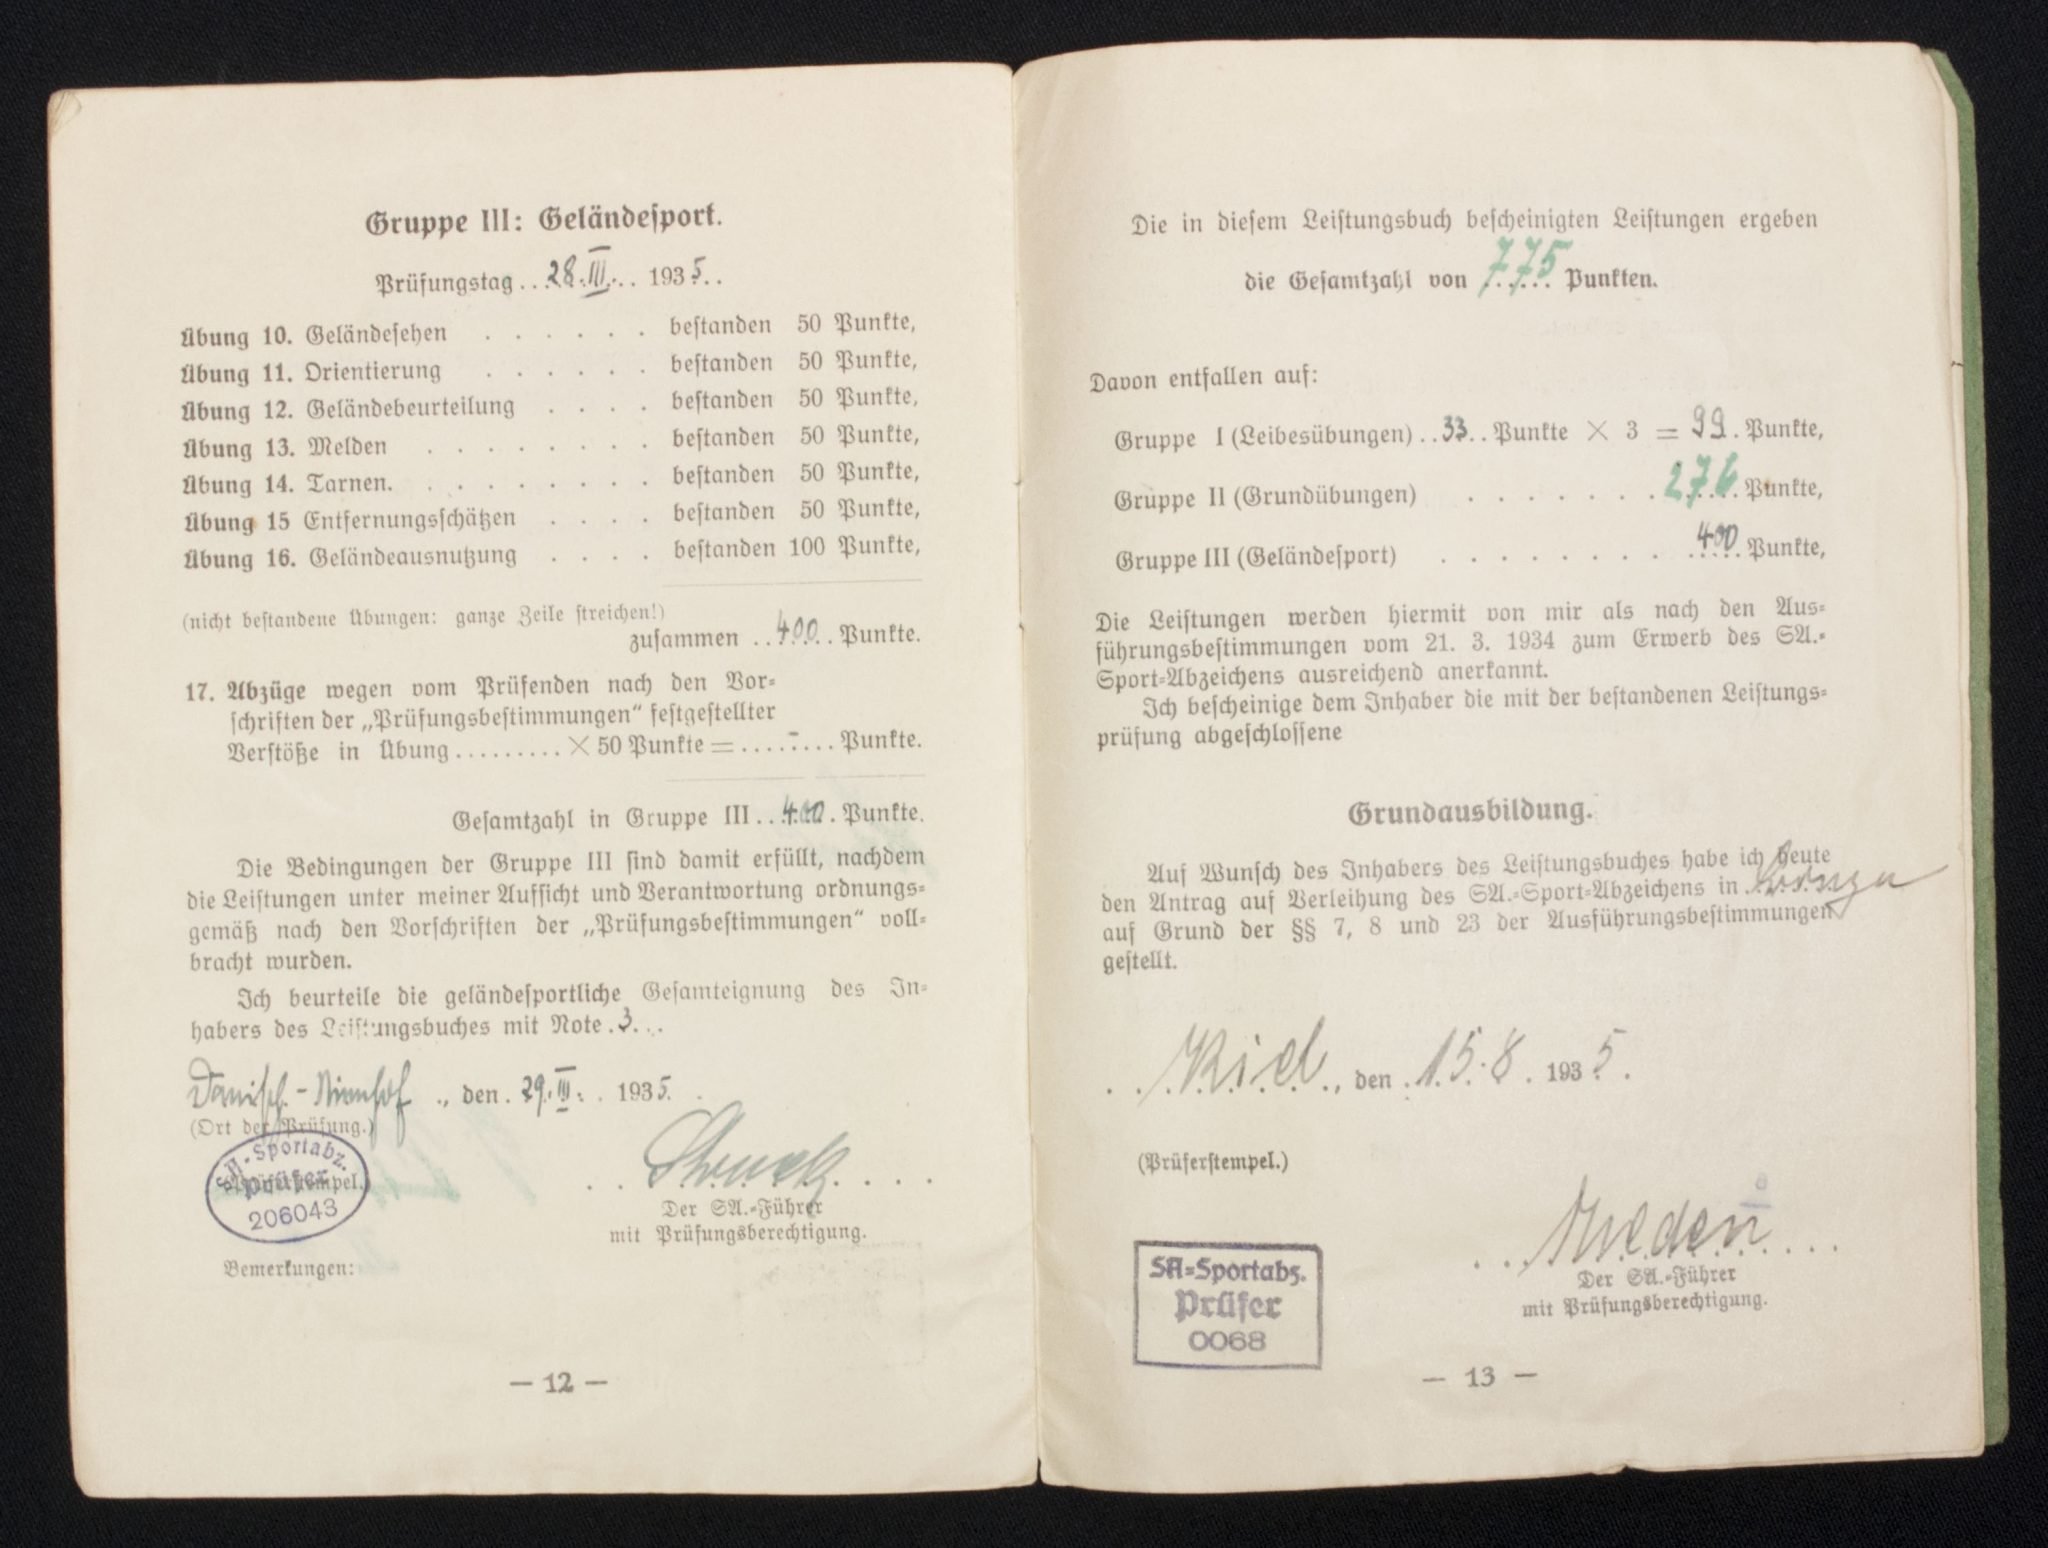 Gruppe III: Geländesport.
Prüfungstag . . 28. III. . . 1935 . .
Übung 10. Geländesehen . . . . . . bestanden 50 Punkte,
Übung 11. Orientierung . . . . . . bestanden 50 Punkte,
Übung 12. Geländebeurteilung . . . . bestanden 50 Punkte,
Übung 13. Melden . . . . . . . . bestanden 50 Punkte,
Übung 14. Tarnen. . . . . . . . . bestanden 50 Punkte,
Übung 15 Entfernungsschätzen . . . . bestanden 50 Punkte,
Übung 16. Geländeausnutzung . . . . bestanden 100 Punkte,
(nicht bestandene Übungen: ganze Zeile streichen!)
zusammen . . 400 . . Punkte.
17. Abzüge wegen vom Prüfenden nach den Vor-
schriften der „Prüfungsbestimmungen“ festgestellter
Verstöße in Übung . . . . . . . . . × 50 Punkte = . . . . - . . . . Punkte.
Gesamtzahl in Gruppe III . . 400 . Punkte.
Die Bedingungen der Gruppe III sind damit erfüllt, nachdem
die Leistungen unter meiner Aufsicht und Verantwortung ordnungs-
gemäß nach den Vorschriften der „Prüfungsbestimmungen“ voll-
bracht wurden.
Ich beurteile die geländesportliche Gesamteignung des In-
habers des Leistungsbuches mit Note . 3 . . .
Dänisch-Nienhof . , den . 29. III. . 1935.
(Ort der Prüfung.)
SA-Sportabz.
Prüfer
206043
(Prüferstempel.)
Struck
Der SA.-Führer
mit Prüfungsberechtigung.
Bemerkungen:
— 12 —
Die in diesem Leistungsbuch bescheinigten Leistungen ergeben
die Gesamtzahl von 775 Punkten.
Davon entfallen auf:
Gruppe I (Leibesübungen) . . 33 . . Punkte × 3 = 99 . Punkte,
Gruppe II (Grundübungen) . . . . . . . 276 Punkte,
Gruppe III (Geländesport) . . . . . . . . . 400 Punkte,
Die Leistungen werden hiermit von mir als nach den Aus-
führungsbestimmungen vom 21. 3. 1934 zum Erwerb des SA.-
Sport-Abzeichens ausreichend anerkannt.
Ich bescheinige dem Inhaber die mit der bestandenen Leistungs-
prüfung abgeschlossene
Grundausbildung.
Auf Wunsch des Inhabers des Leistungsbuches habe ich heute
den Antrag auf Verleihung des SA.-Sport-Abzeichens in
auf Grund der §§ 7, 8 und 23 der Ausführungsbestimmungen
gestellt.
. . Kiel . , den . 15. 8 . 1935 .
(Prüferstempel.)
SA-Sportabz.
Prüfer
0068
Der SA.-Führer
mit Prüfungsberechtigung.
— 13 —